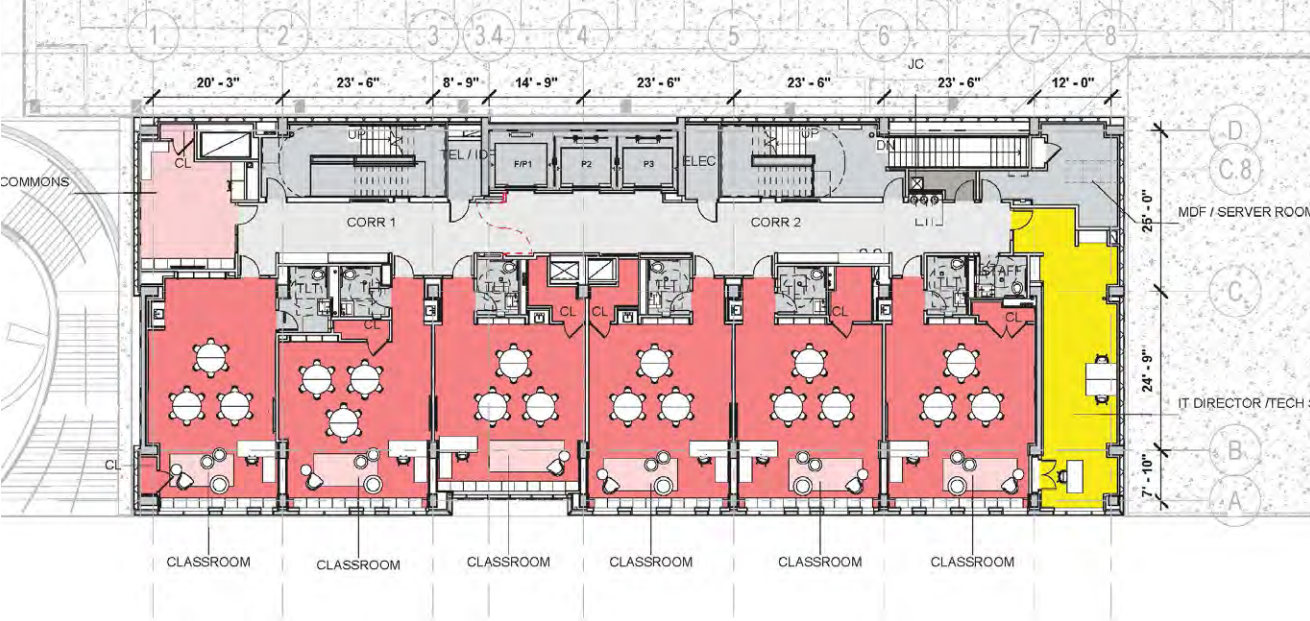 1 2 3 3.4 4 5 6 7 8
JC
20' - 3" 23' - 6" 8' - 9" 14' - 9" 23' - 6" 23' - 6" 23' - 6" 12' - 0"
D
UP UP
DN
CL TEL / ID F/P1 P2 P3 ELEC
C.8
COMMONS
25' - 0"
MDF / SERVER ROOM
CORR 1 CORR 2
STAFF
TLT TLT TLT TLT TLT
C
CL CL CL CL CL
24' - 9"
IT DIRECTOR /TECH
B
CL
7' - 10"
A
CLASSROOM CLASSROOM CLASSROOM CLASSROOM CLASSROOM CLASSROOM